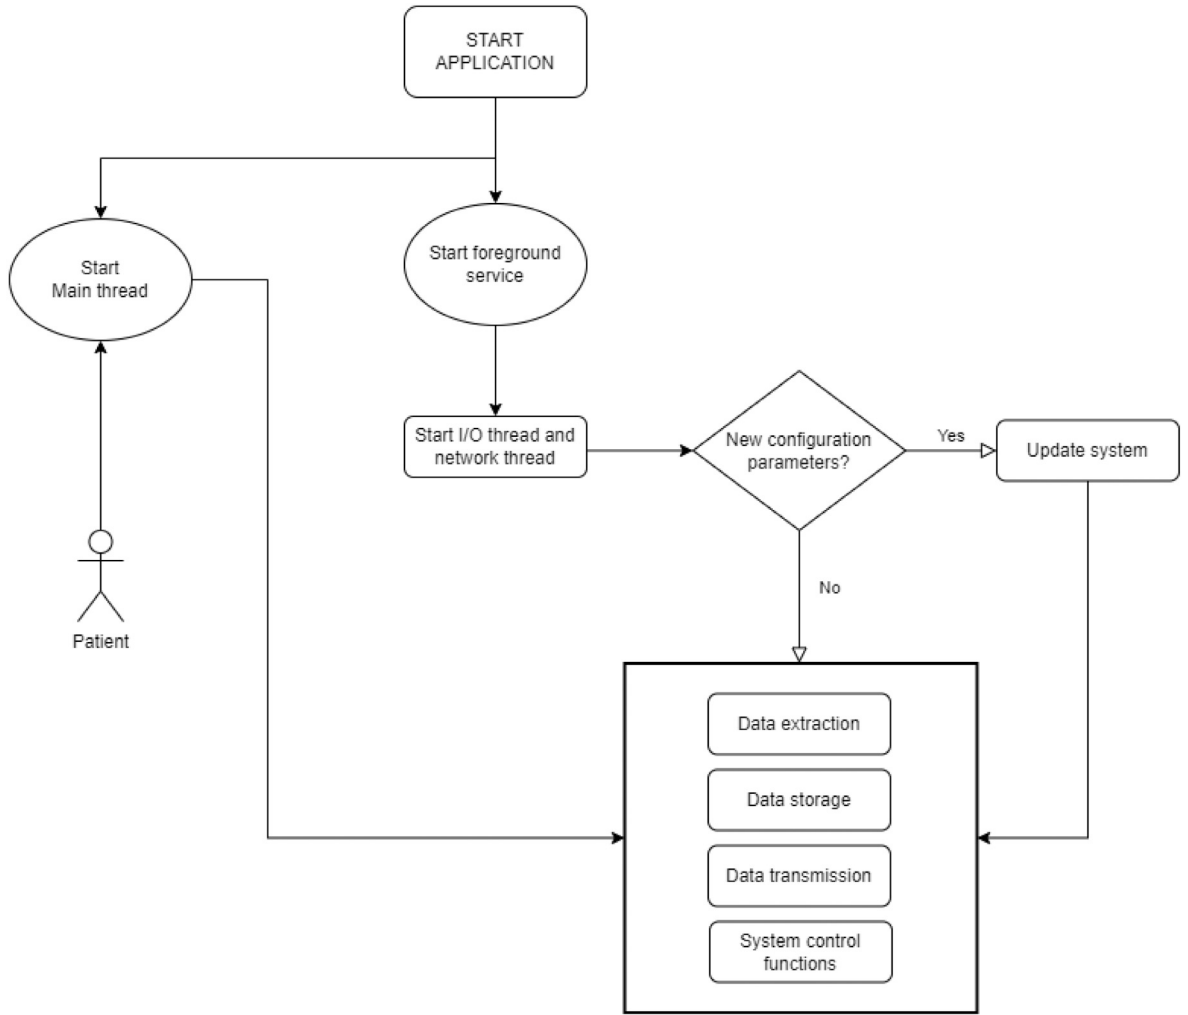 START
APPLICATION
Start
Main thread
Start foreground
service
Start I/O thread and
network thread
New configuration
parameters?
Yes
Update system
No
Patient
Data extraction
Data storage
Data transmission
System control
functions